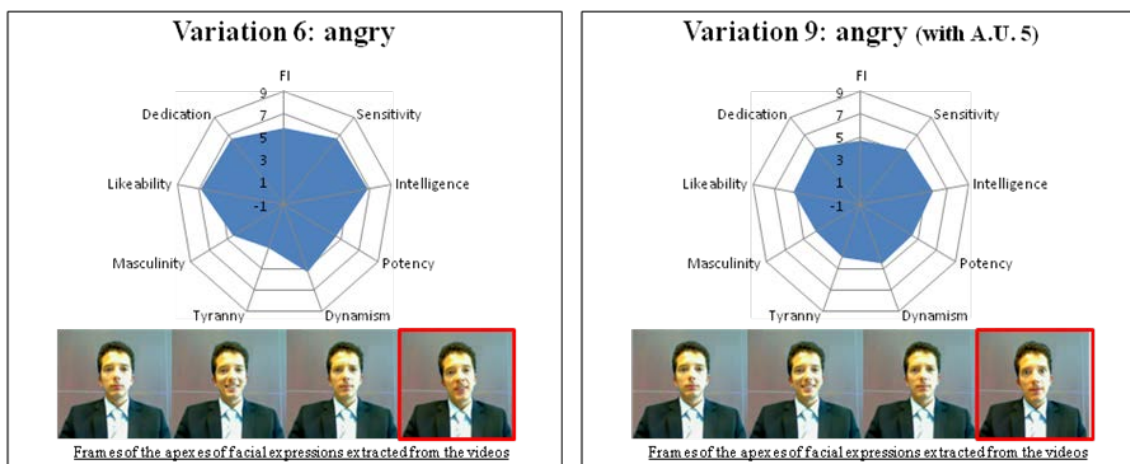 Variation 6: angry
FI
9
7
5
3
1
-1
Sensitivity
Intelligence
Potency
Dynamism
Tyranny
Masculinity
Likeability
Dedication
Frames of the apexes of facial expressions extracted from the videos
Variation 9: angry (with A.U. 5)
FI
9
7
5
3
1
-1
Sensitivity
Intelligence
Potency
Dynamism
Tyranny
Masculinity
Likeability
Dedication
Frames of the apexes of facial expressions extracted from the videos